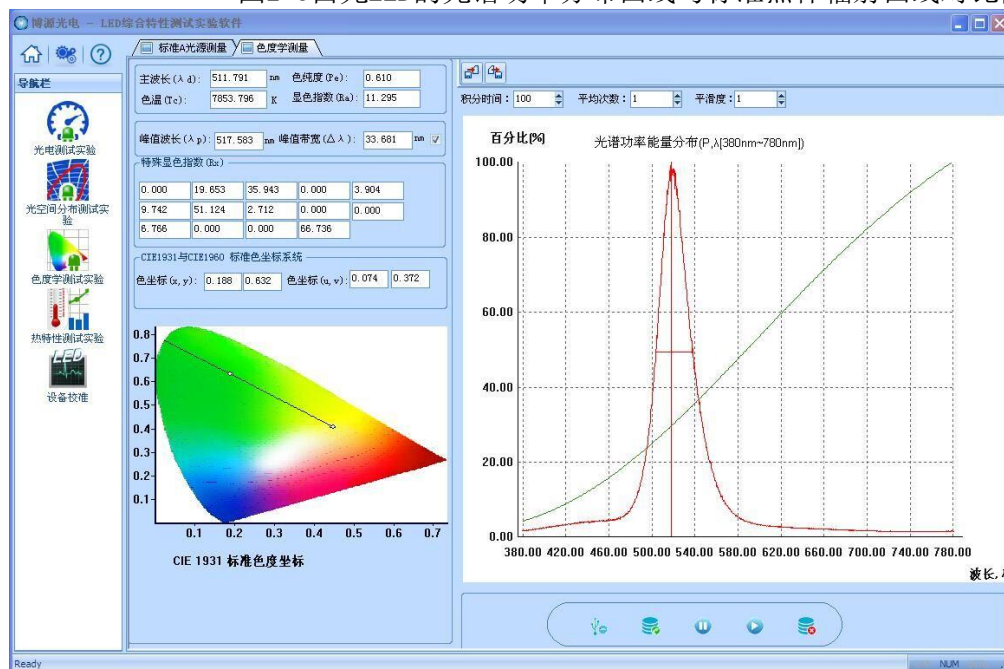 博源光电 - LED综合特性测试实验软件
标准A光源测量 色度学测量
导航栏
光电测试实验
光空间分布测试实
验
色度学测试实验
热特性测试实验
LED
设备校准
主波长(λ d): 511.791 nm 色纯度(Pe): 0.610
色温(Tc): 7853.796 K 显色指数(Ra): 11.295
峰值波长(λ p): 517.583 nm 峰值带宽(△ λ ): 33.681 nm
特殊显色指数(Rx)
0.000 19.653 35.943 0.000 3.904
9.742 51.124 2.712 0.000 0.000
6.766 0.000 0.000 66.736
CIE1931与CIE1960 标准色坐标系统
色坐标(x, y): 0.188 0.632 色坐标(u, v): 0.074 0.372
0.8
0.7
0.6
0.5
0.4
0.3
0.2
0.1
0.1 0.2 0.3 0.4 0.5 0.6 0.7
CIE 1931 标准色度坐标
积分时间: 100 平均次数: 1 平滑度: 1
百分比[%] 光谱功率能量分布(P,λ[380nm~780nm])
100.00
80.00
60.00
40.00
20.00
0.00
380.00 420.00 460.00 500.00 540.00 580.00 620.00 660.00 700.00 740.00 780.00
波长,
Ready NUM